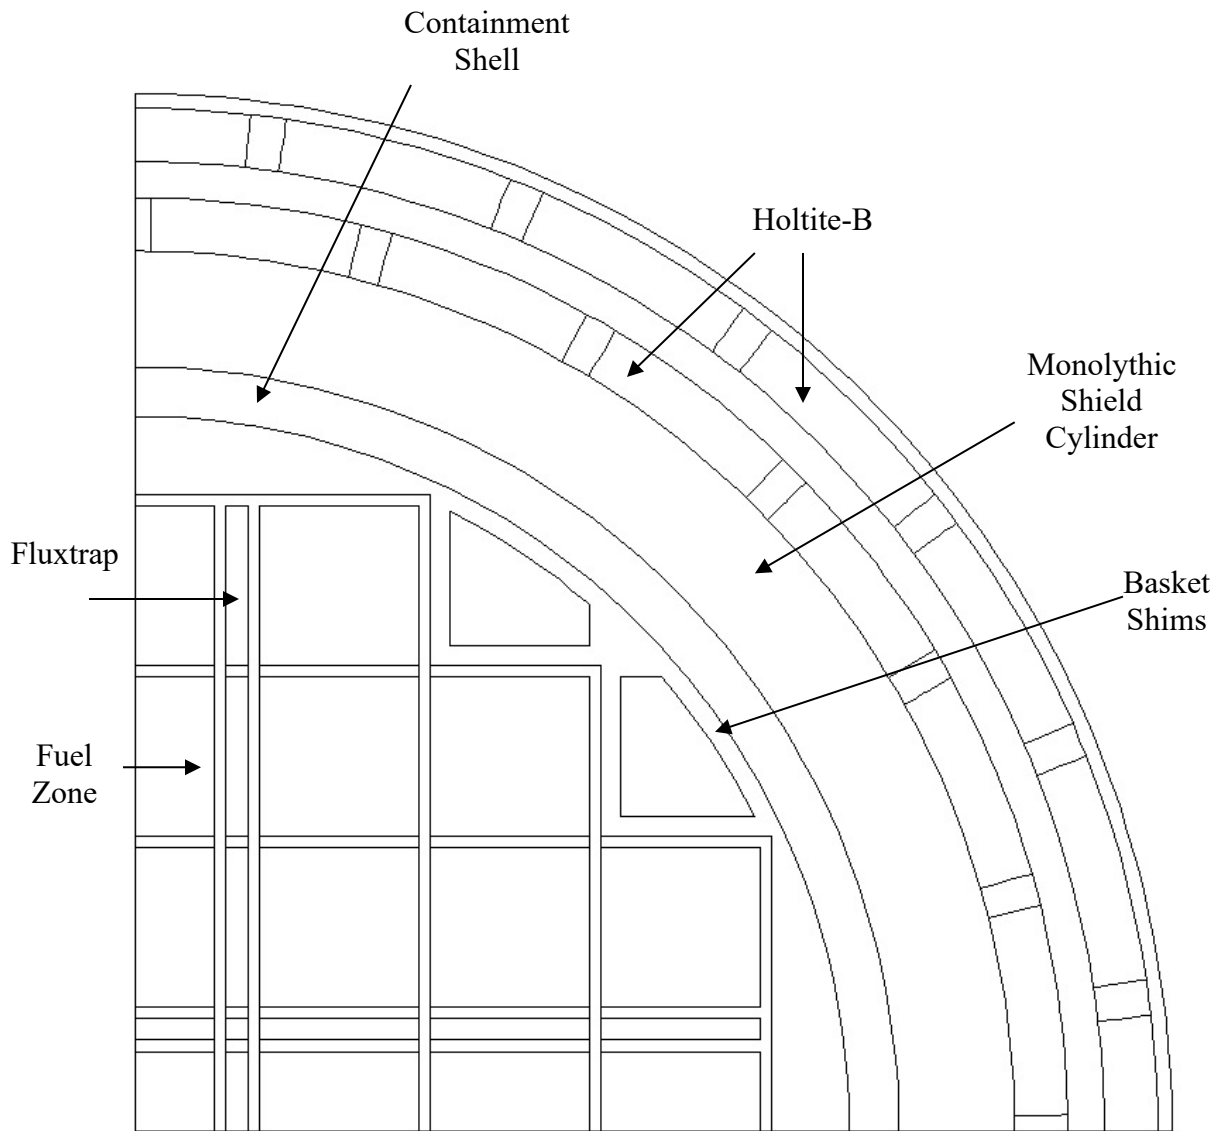 Containment
Shell
Holtite-B
Monolythic
Shield
Cylinder
Fluxtrap
Basket
Shims
Fuel
Zone